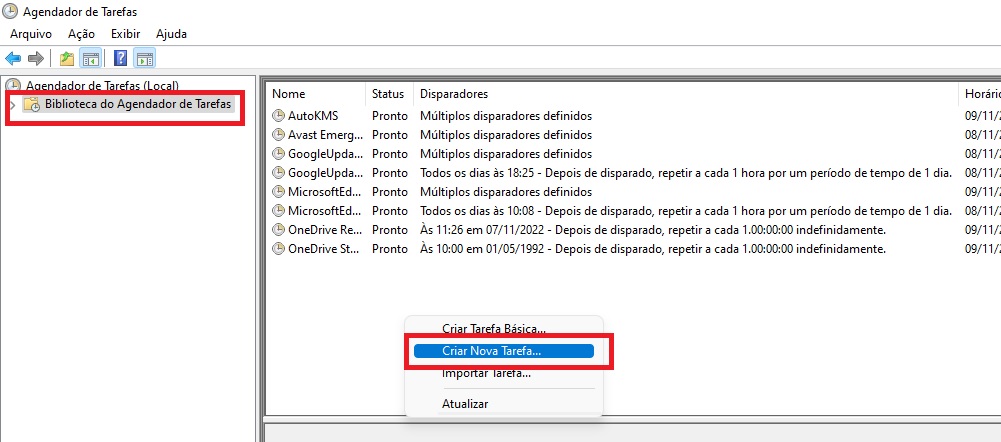 Agendador de Tarefas
Arquivo Ação Exibir Ajuda
Agendador de Tarefas (Local)
Biblioteca do Agendador de Tarefas
Nome Status Disparadores Horário
AutoKMS Pronto Múltiplos disparadores definidos 09/11/2
Avast Emerg... Pronto Múltiplos disparadores definidos 08/11/2
GoogleUpda... Pronto Múltiplos disparadores definidos 08/11/2
GoogleUpda... Pronto Todos os dias às 18:25 - Depois de disparado, repetir a cada 1 hora por um período de tempo de 1 dia. 08/11/2
MicrosoftEd... Pronto Múltiplos disparadores definidos 09/11/2
MicrosoftEd... Pronto Todos os dias às 10:08 - Depois de disparado, repetir a cada 1 hora por um período de tempo de 1 dia. 08/11/2
OneDrive Re... Pronto Às 11:26 em 07/11/2022 - Depois de disparado, repetir a cada 1.00:00:00 indefinidamente. 09/11/2
OneDrive St... Pronto Às 10:00 em 01/05/1992 - Depois de disparado, repetir a cada 1.00:00:00 indefinidamente. 09/11/2
Criar Tarefa Básica...
Criar Nova Tarefa...
Importar Tarefa...
Atualizar